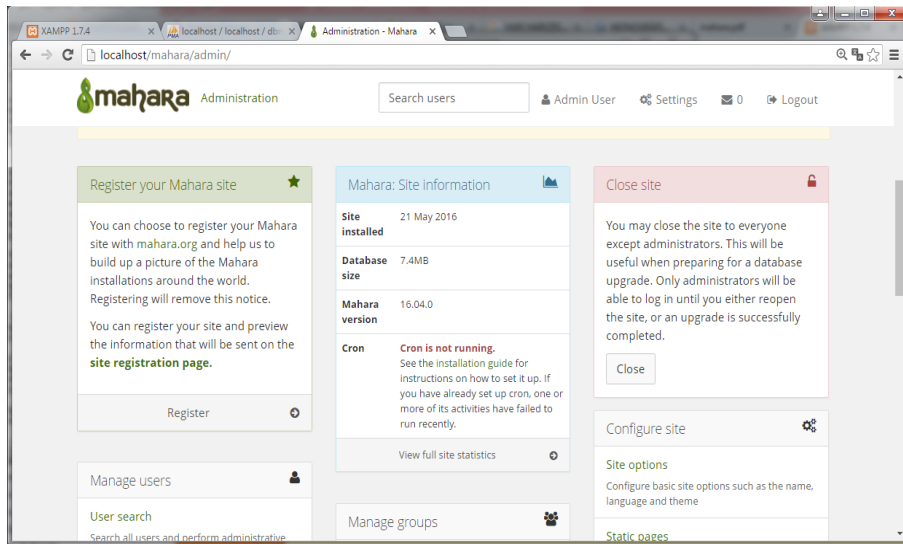 XAMPP 1.7.4
localhost / localhost / db
Administration - Mahara
localhost/mahara/admin/
mahara Administration
Search users
Admin User
Settings
0
Logout
Register your Mahara site
You can choose to register your Mahara
site with mahara.org and help us to
build up a picture of the Mahara
installations around the world.
Registering will remove this notice.
You can register your site and preview
the information that will be sent on the
site registration page.
Register
Manage users
User search
Search all users and perform administrative
Mahara: Site information
Site installed
21 May 2016
Database size
7.4MB
Mahara version
16.04.0
Cron
Cron is not running.
See the installation guide for
instructions on how to set it up. If
you have already set up cron, one or
more of its activities have failed to
run recently.
View full site statistics
Manage groups
Close site
You may close the site to everyone
except administrators. This will be
useful when preparing for a database
upgrade. Only administrators will be
able to log in until you either reopen
the site, or an upgrade is successfully
completed.
Close
Configure site
Site options
Configure basic site options such as the name,
language and theme
Static pages